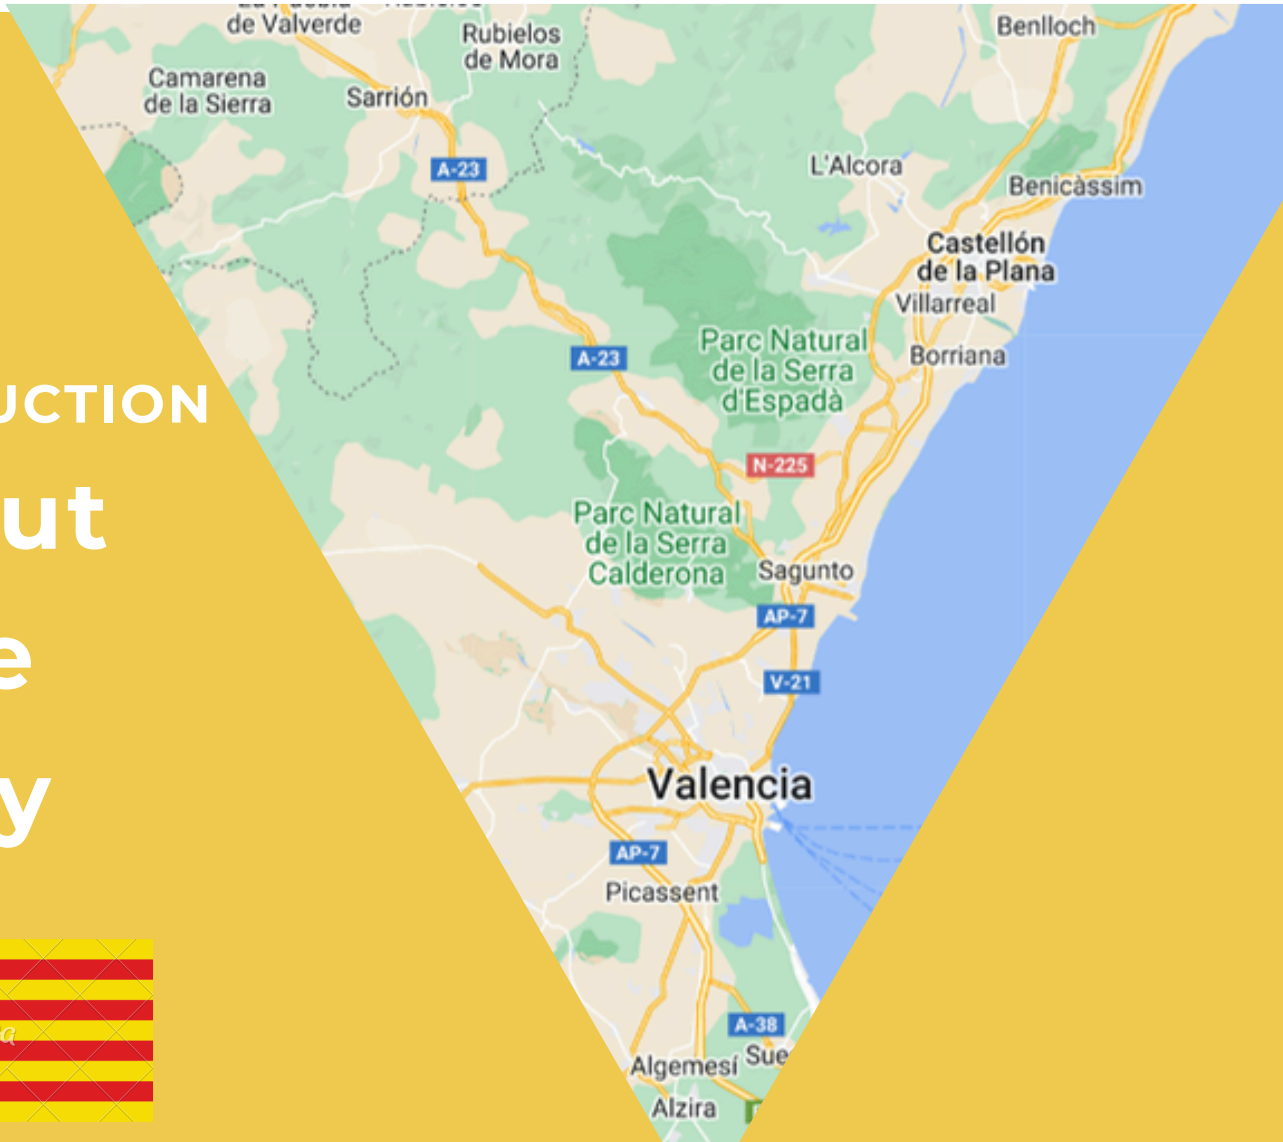 de Valverde
Rubielos
de Mora
Benlloch
Camarena
de la Sierra
Sarrión
A-23
L'Alcora
Benicàssim
Castellón
de la Plana
Villarreal
Parc Natural
de la Serra
d'Espadà
Borriana
A-23
UCTION
N-225
ut
Parc Natural
de la Serra
Calderona
Sagunto
AP-7
e
V-21
y
Valencia
AP-7
Picassent
A-38
Algemesí
Sue
Alzira